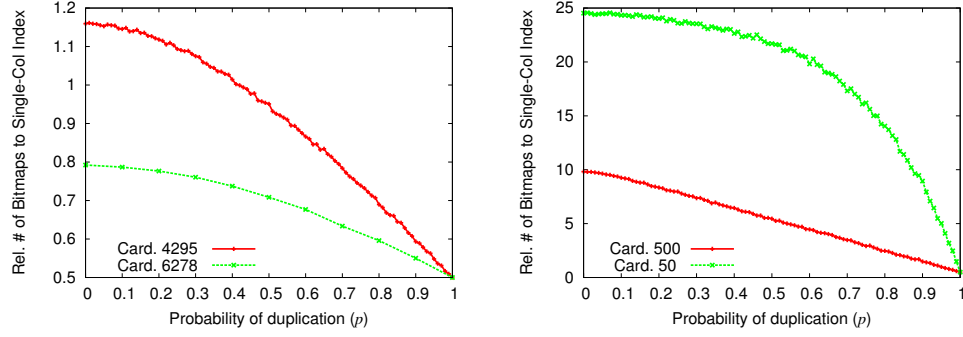 Rel. # of Bitmaps to Single-Col Index
1.2
1.1
1
0.9
0.8
0.7
0.6
0.5
Card. 4295
Card. 6278
0 0.1 0.2 0.3 0.4 0.5 0.6 0.7 0.8 0.9 1
Probability of duplication (p)
Rel. # of Bitmaps to Single-Col Index
25
20
15
10
5
0
Card. 500
Card. 50
0 0.1 0.2 0.3 0.4 0.5 0.6 0.7 0.8 0.9 1
Probability of duplication (p)